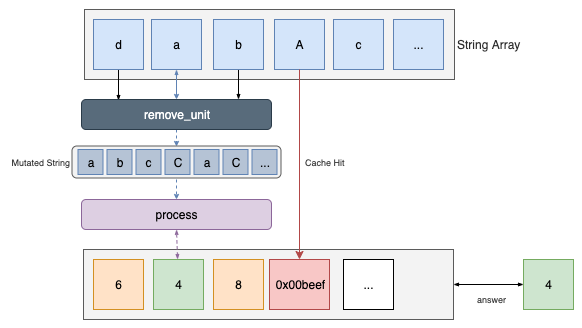 d a b A c ...
String Array
remove_unit
Mutated String
a b c C a C ...
Cache Hit
process
6 4 8 0x00beef ...
answer
4